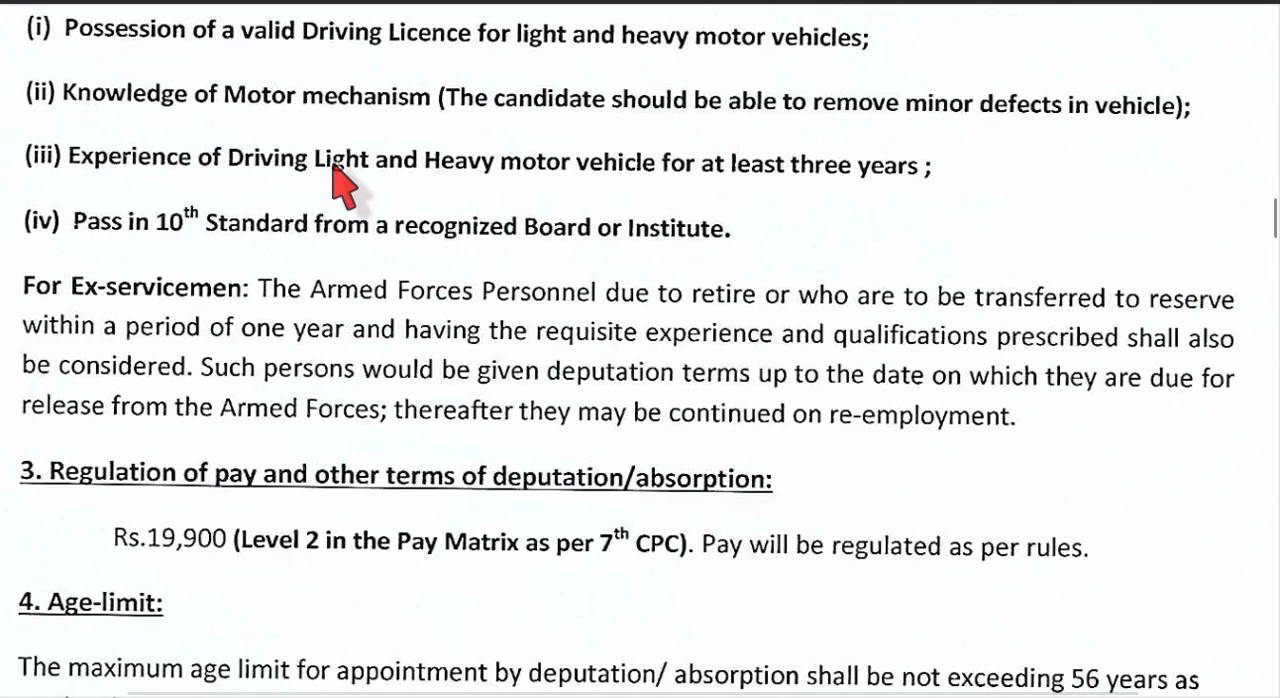 (i) Possession of a valid Driving Licence for light and heavy motor vehicles;
(ii) Knowledge of Motor mechanism (The candidate should be able to remove minor defects in vehicle);
(iii) Experience of Driving Light and Heavy motor vehicle for at least three years ;
(iv) Pass in 10th Standard from a recognized Board or Institute.
For Ex-servicemen: The Armed Forces Personnel due to retire or who are to be transferred to reserve
within a period of one year and having the requisite experience and qualifications prescribed shall also
be considered. Such persons would be given deputation terms up to the date on which they are due for
release from the Armed Forces; thereafter they may be continued on re-employment.
3. Regulation of pay and other terms of deputation/absorption:
Rs.19,900 (Level 2 in the Pay Matrix as per 7th CPC). Pay will be regulated as per rules.
4. Age-limit:
The maximum age limit for appointment by deputation/ absorption shall be not exceeding 56 years as